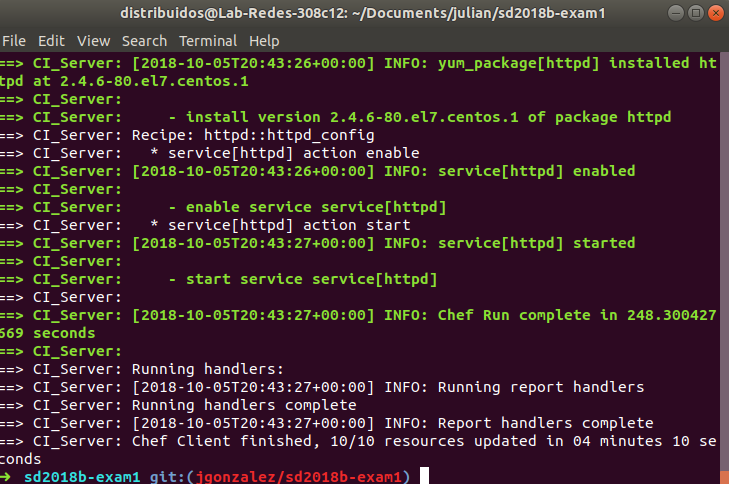 distribuidos@Lab-Redes-308c12: ~/Documents/julian/sd2018b-exam1
File Edit View Search Terminal Help
==> CI_Server: [2018-10-05T20:43:26+00:00] INFO: yum_package[httpd] installed ht
tpd at 2.4.6-80.el7.centos.1
==> CI_Server:
==> CI_Server:     - install version 2.4.6-80.el7.centos.1 of package httpd
==> CI_Server: Recipe: httpd::httpd_config
==> CI_Server:   * service[httpd] action enable
==> CI_Server: [2018-10-05T20:43:26+00:00] INFO: service[httpd] enabled
==> CI_Server:
==> CI_Server:     - enable service service[httpd]
==> CI_Server:   * service[httpd] action start
==> CI_Server: [2018-10-05T20:43:27+00:00] INFO: service[httpd] started
==> CI_Server:
==> CI_Server:     - start service service[httpd]
==> CI_Server:
==> CI_Server: [2018-10-05T20:43:27+00:00] INFO: Chef Run complete in 248.300427
669 seconds
==> CI_Server:
==> CI_Server: Running handlers:
==> CI_Server: [2018-10-05T20:43:27+00:00] INFO: Running report handlers
==> CI_Server: Running handlers complete
==> CI_Server: [2018-10-05T20:43:27+00:00] INFO: Report handlers complete
==> CI_Server: Chef Client finished, 10/10 resources updated in 04 minutes 10 se
conds
➜  sd2018b-exam1 git:(jgonzalez/sd2018b-exam1)